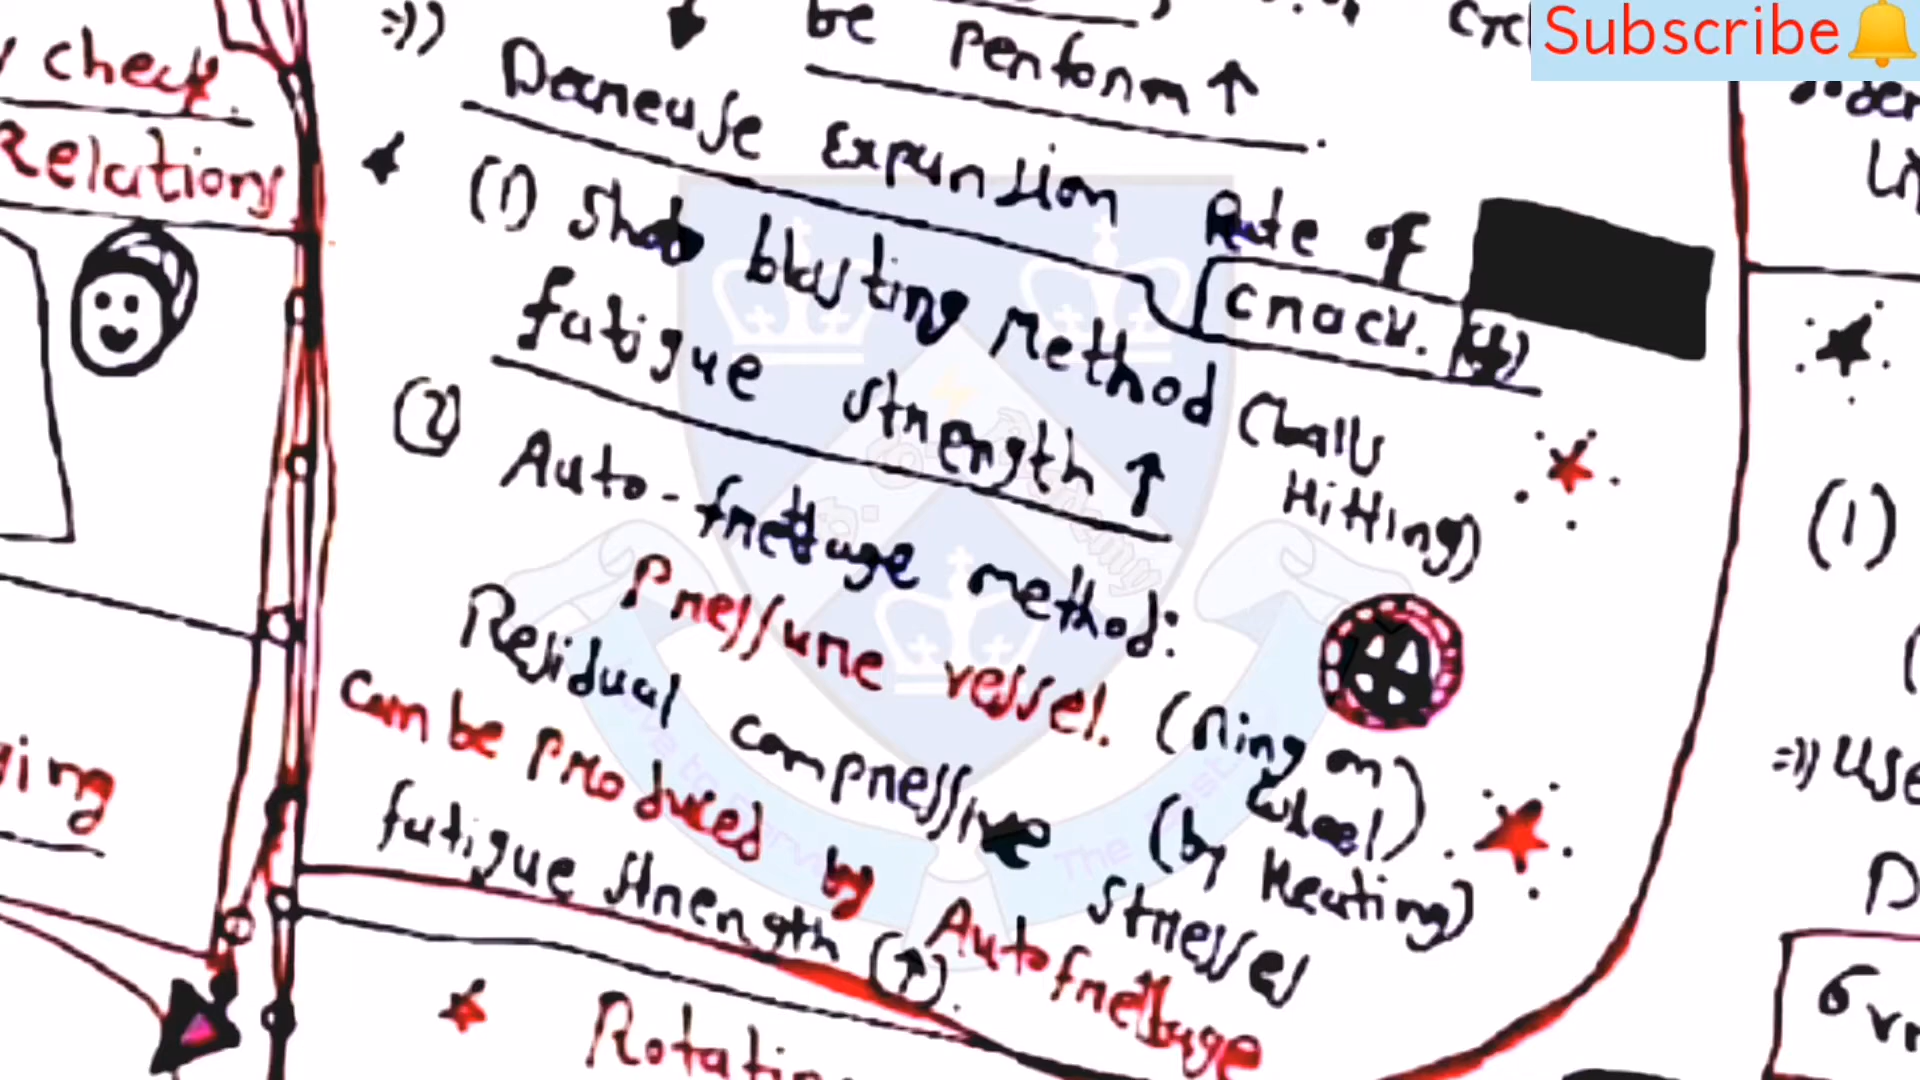 Subscribe
be perform ↑
Decrease Expansion Rate of
crack. (↓)
(1) Shot blasting Method (balls
Hitting)
fatigue strength ↑
(2) Auto-frettage method:
Pressure vessel. (Ring on
wheel)
(by Heating)
Residual compressive stresses
can be produced by Autofrettage
fatigue strength (↑).
check.
Relations
(1)
⇒)) Use